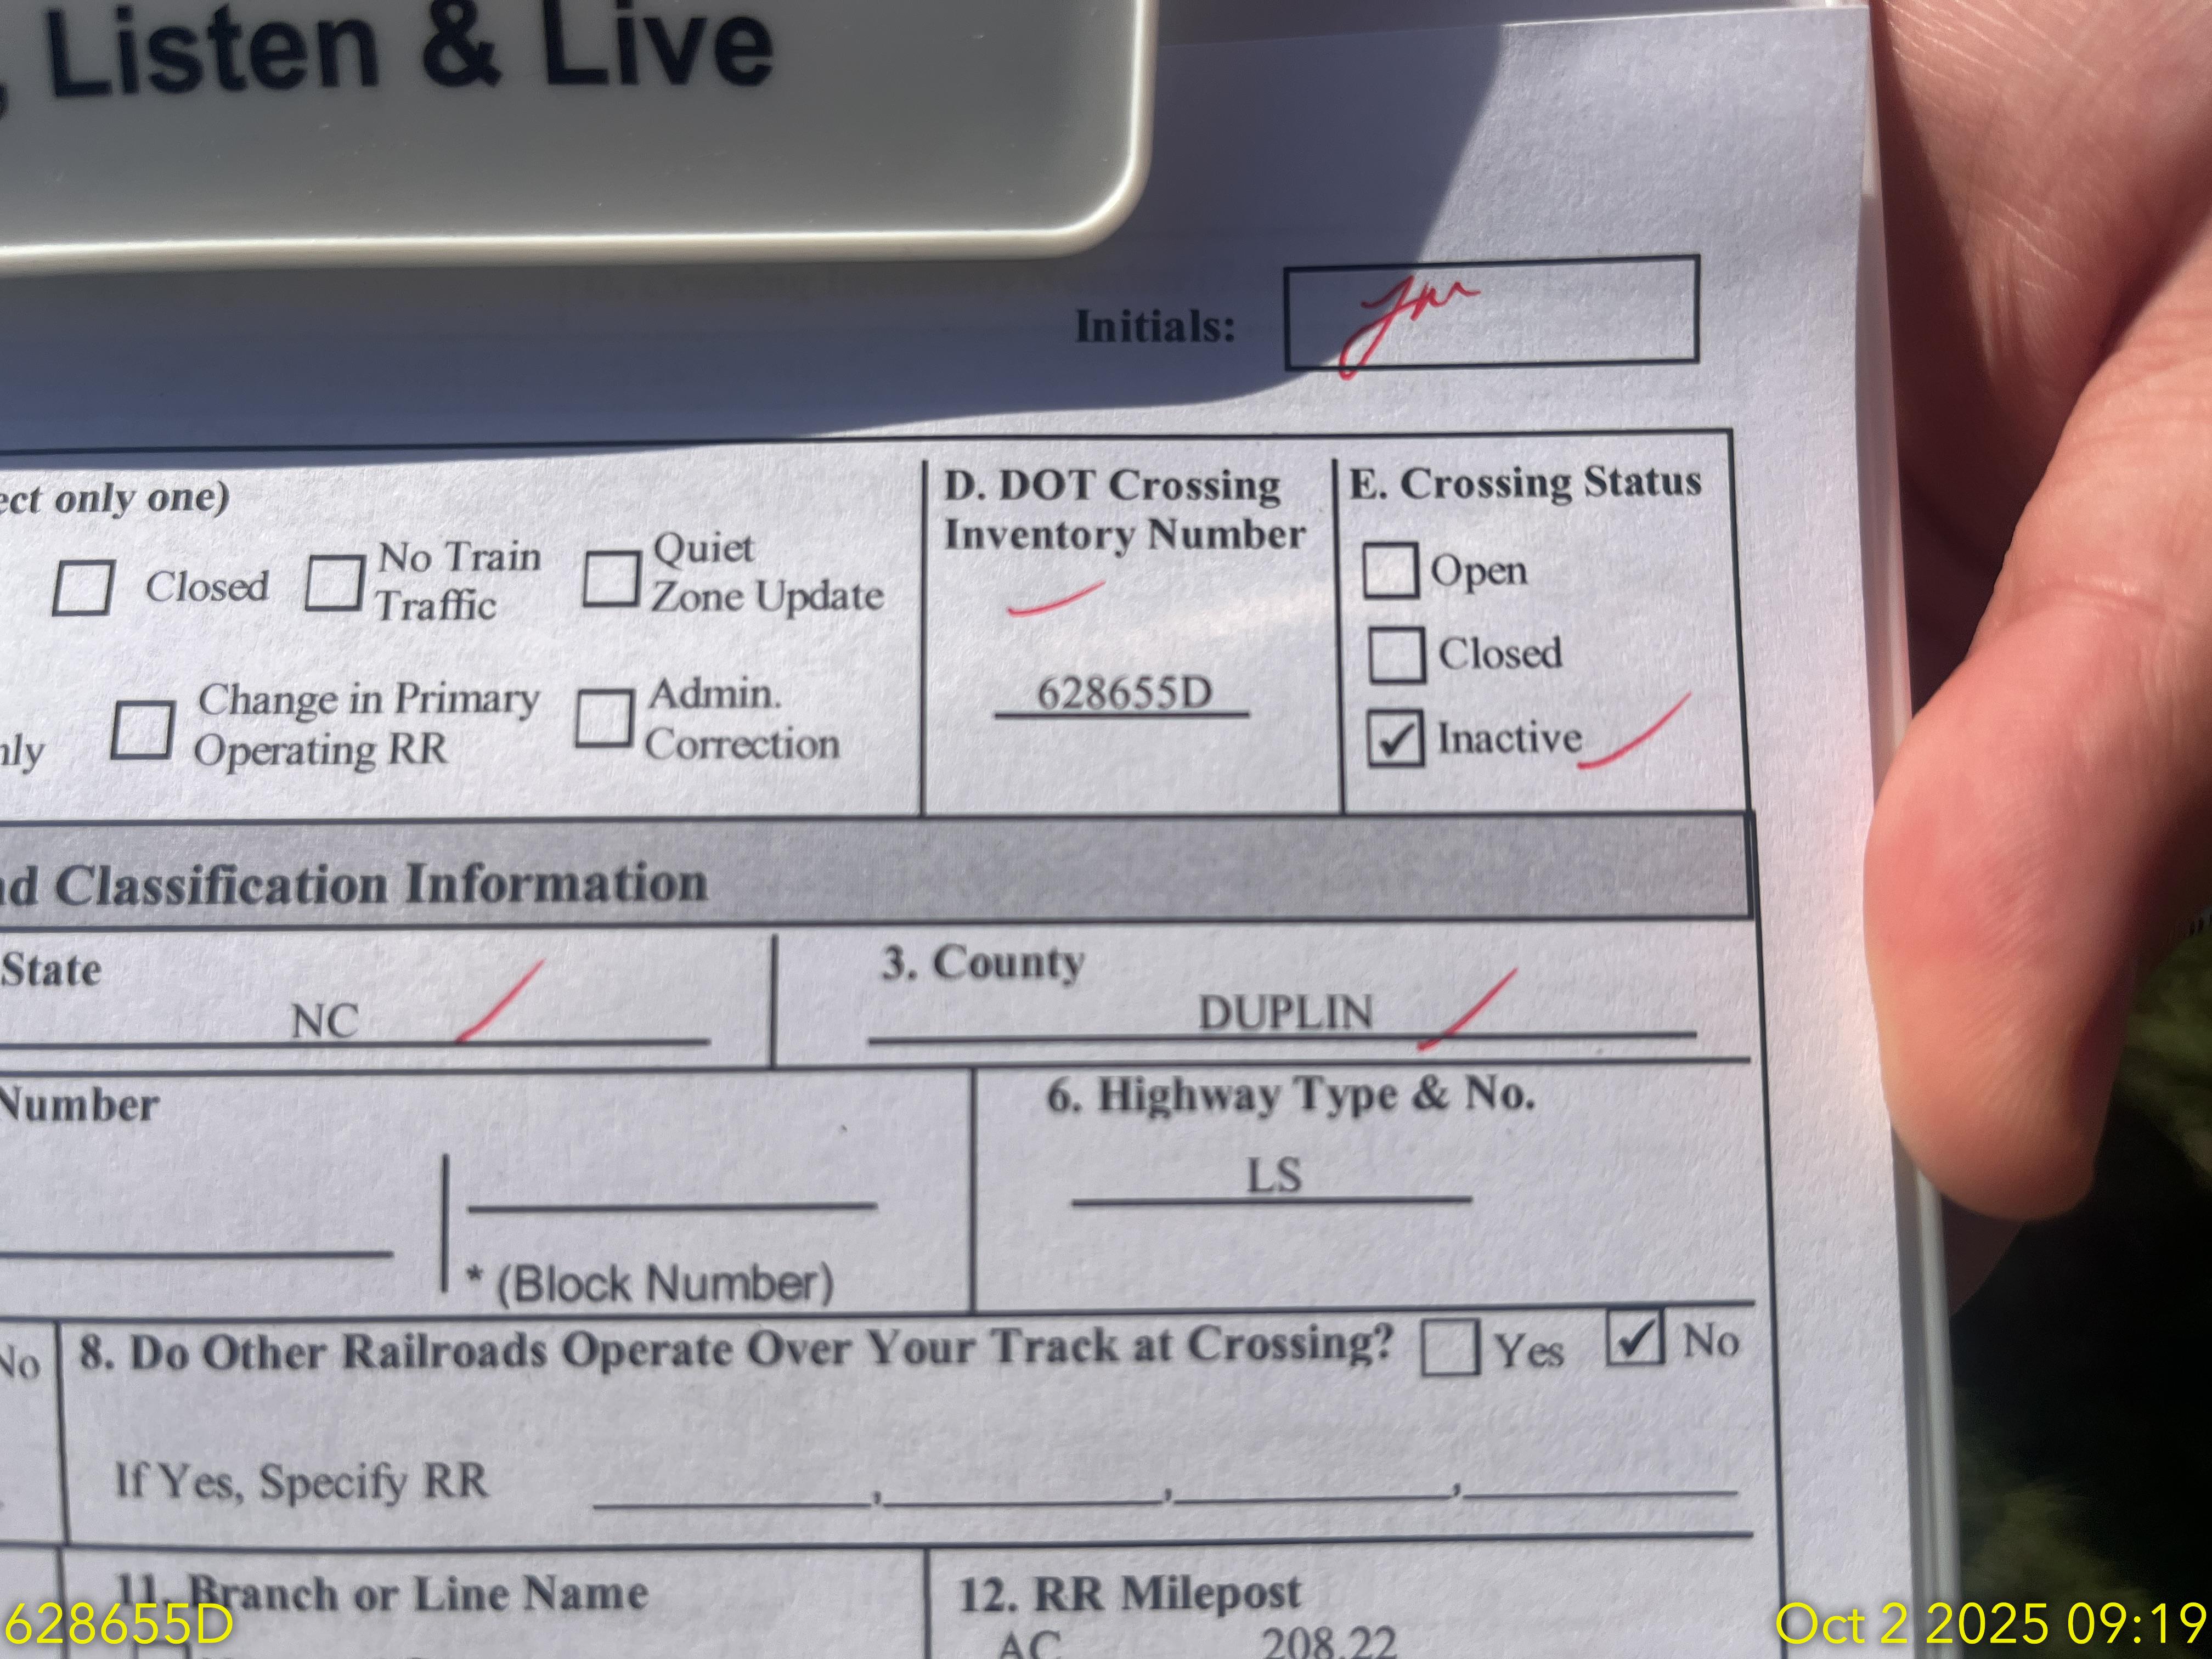 , Listen & Live
Initials:
ect only one)
Closed
No Train
Traffic
Quiet
Zone Update
nly
Change in Primary
Operating RR
Admin.
Correction
D. DOT Crossing
Inventory Number
628655D
E. Crossing Status
Open
Closed
Inactive
d Classification Information
State
NC
3. County
DUPLIN
Number
* (Block Number)
6. Highway Type & No.
LS
No
8. Do Other Railroads Operate Over Your Track at Crossing? Yes No
If Yes, Specify RR , , ,
11. Branch or Line Name
12. RR Milepost
AC 208.22
628655D
Oct 2 2025 09:19